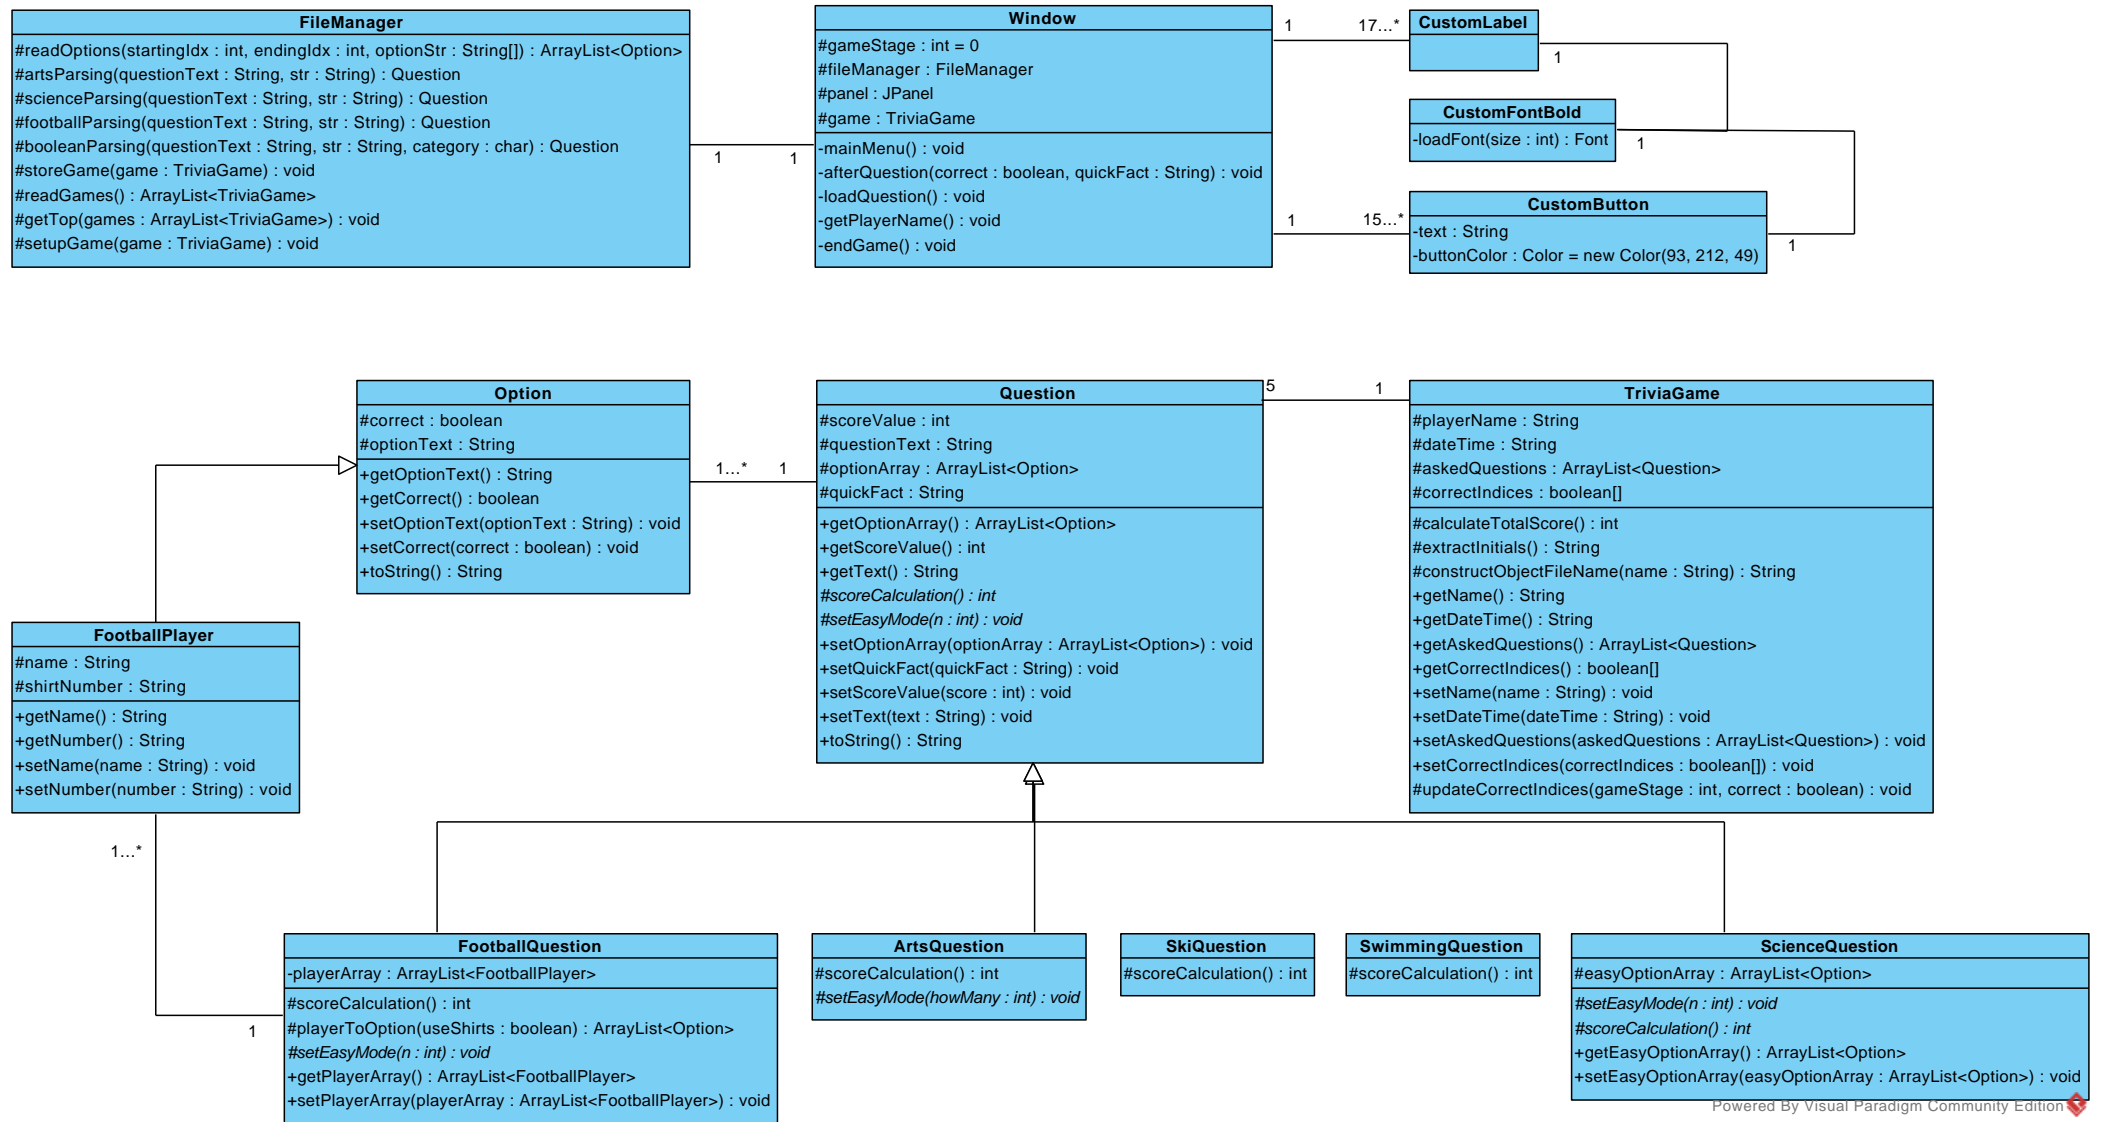 FileManager
#readOptions(startingIdx : int, endingIdx : int, optionStr : String[]) : ArrayList<Option>
#artsParsing(questionText : String, str : String) : Question
#scienceParsing(questionText : String, str : String) : Question
#footballParsing(questionText : String, str : String) : Question
#booleanParsing(questionText : String, str : String, category : char) : Question
#storeGame(game : TriviaGame) : void
#readGames() : ArrayList<TriviaGame>
#getTop(games : ArrayList<TriviaGame>) : void
#setupGame(game : TriviaGame) : void
1
1
Window
#gameStage : int = 0
#fileManager : FileManager
#panel : JPanel
#game : TriviaGame
-mainMenu() : void
-afterQuestion(correct : boolean, quickFact : String) : void
-loadQuestion() : void
-getPlayerName() : void
-endGame() : void
1
17...*
CustomLabel
1
CustomFontBold
-loadFont(size : int) : Font
1
1
15...*
CustomButton
-text : String
-buttonColor : Color = new Color(93, 212, 49)
1
Option
#correct : boolean
#optionText : String
+getOptionText() : String
+getCorrect() : boolean
+setOptionText(optionText : String) : void
+setCorrect(correct : boolean) : void
+toString() : String
1...*
1
Question
#scoreValue : int
#questionText : String
#optionArray : ArrayList<Option>
#quickFact : String
+getOptionArray() : ArrayList<Option>
+getScoreValue() : int
+getText() : String
#scoreCalculation() : int
#setEasyMode(n : int) : void
+setOptionArray(optionArray : ArrayList<Option>) : void
+setQuickFact(quickFact : String) : void
+setScoreValue(score : int) : void
+setText(text : String) : void
+toString() : String
5
1
TriviaGame
#playerName : String
#dateTime : String
#askedQuestions : ArrayList<Question>
#correctIndices : boolean[]
#calculateTotalScore() : int
#extractInitials() : String
#constructObjectFileName(name : String) : String
+getName() : String
+getDateTime() : String
+getAskedQuestions() : ArrayList<Question>
+getCorrectIndices() : boolean[]
+setName(name : String) : void
+setDateTime(dateTime : String) : void
+setAskedQuestions(askedQuestions : ArrayList<Question>) : void
+setCorrectIndices(correctIndices : boolean[]) : void
#updateCorrectIndices(gameStage : int, correct : boolean) : void
FootballPlayer
#name : String
#shirtNumber : String
+getName() : String
+getNumber() : String
+setName(name : String) : void
+setNumber(number : String) : void
1...*
1
FootballQuestion
-playerArray : ArrayList<FootballPlayer>
#scoreCalculation() : int
#playerToOption(useShirts : boolean) : ArrayList<Option>
#setEasyMode(n : int) : void
+getPlayerArray() : ArrayList<FootballPlayer>
+setPlayerArray(playerArray : ArrayList<FootballPlayer>) : void
ArtsQuestion
#scoreCalculation() : int
#setEasyMode(howMany : int) : void
SkiQuestion
#scoreCalculation() : int
SwimmingQuestion
#scoreCalculation() : int
ScienceQuestion
#easyOptionArray : ArrayList<Option>
#setEasyMode(n : int) : void
#scoreCalculation() : int
+getEasyOptionArray() : ArrayList<Option>
+setEasyOptionArray(easyOptionArray : ArrayList<Option>) : void
Powered By Visual Paradigm Community Edition